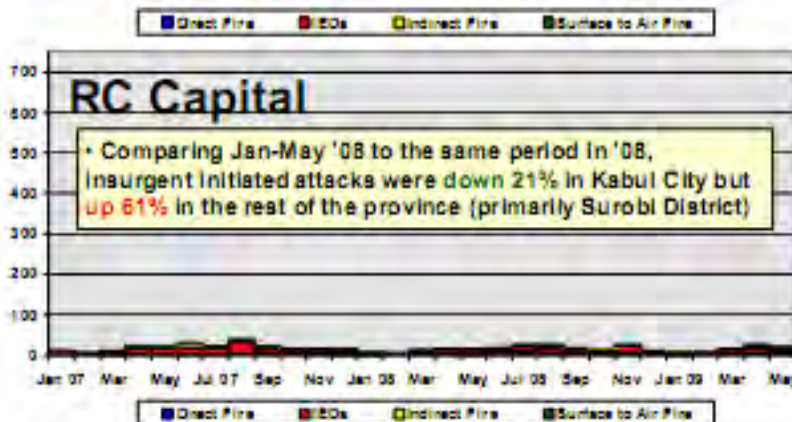 Direct Fire IEDs Indirect Fire Surface to Air Fire
700
RC Capital
600
500
• Comparing Jan-May '08 to the same period in '08,
insurgent initiated attacks were down 21% in Kabul City but
400
up 61% in the rest of the province (primarily Surobi District)
300
200
100
0
Jan 07 Mar May Jul 07 Sep Nov Jan 08 Mar May Jul 08 Sep Nov Jan 09 Mar May
Direct Fire IEDs Indirect Fire Surface to Air Fire